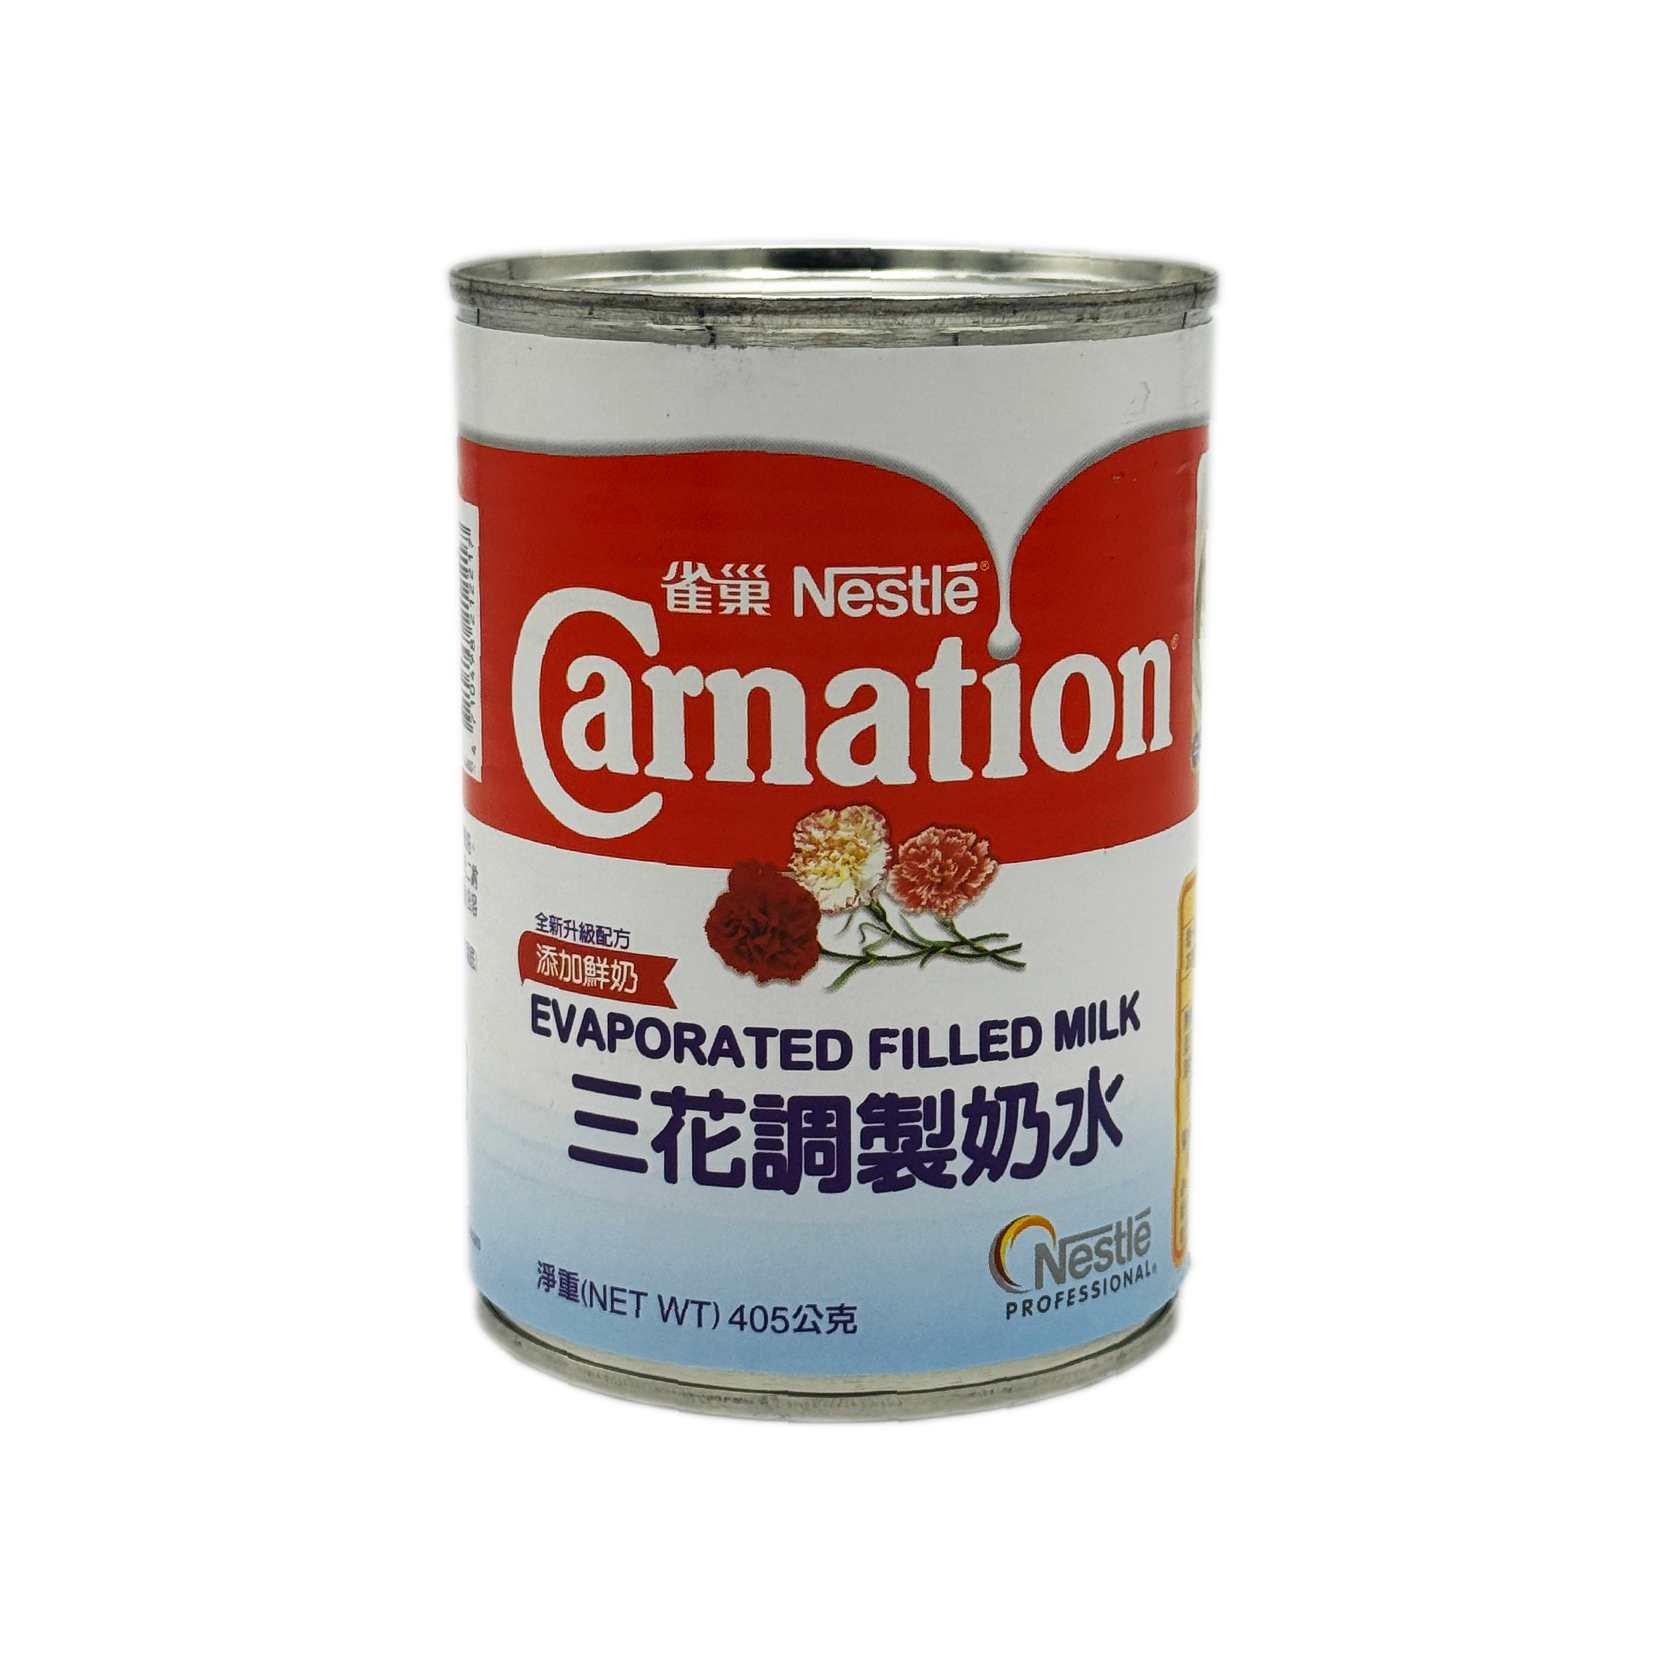 雀巢 Nestlé®
Carnation®
全新升級配方
添加鮮奶
EVAPORATED FILLED MILK
三花調製奶水
Nestlé
PROFESSIONAL®
淨重(NET WT) 405公克